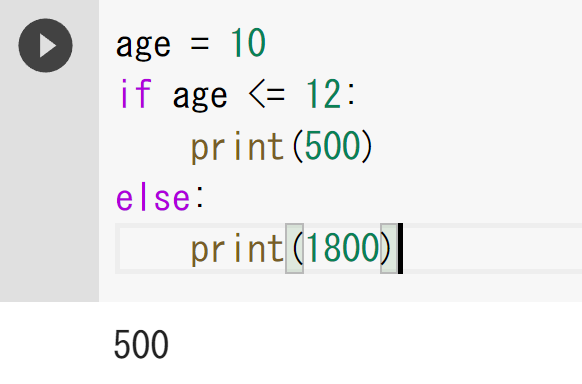 age = 10
if age <= 12:
    print(500)
else:
    print(1800)
500